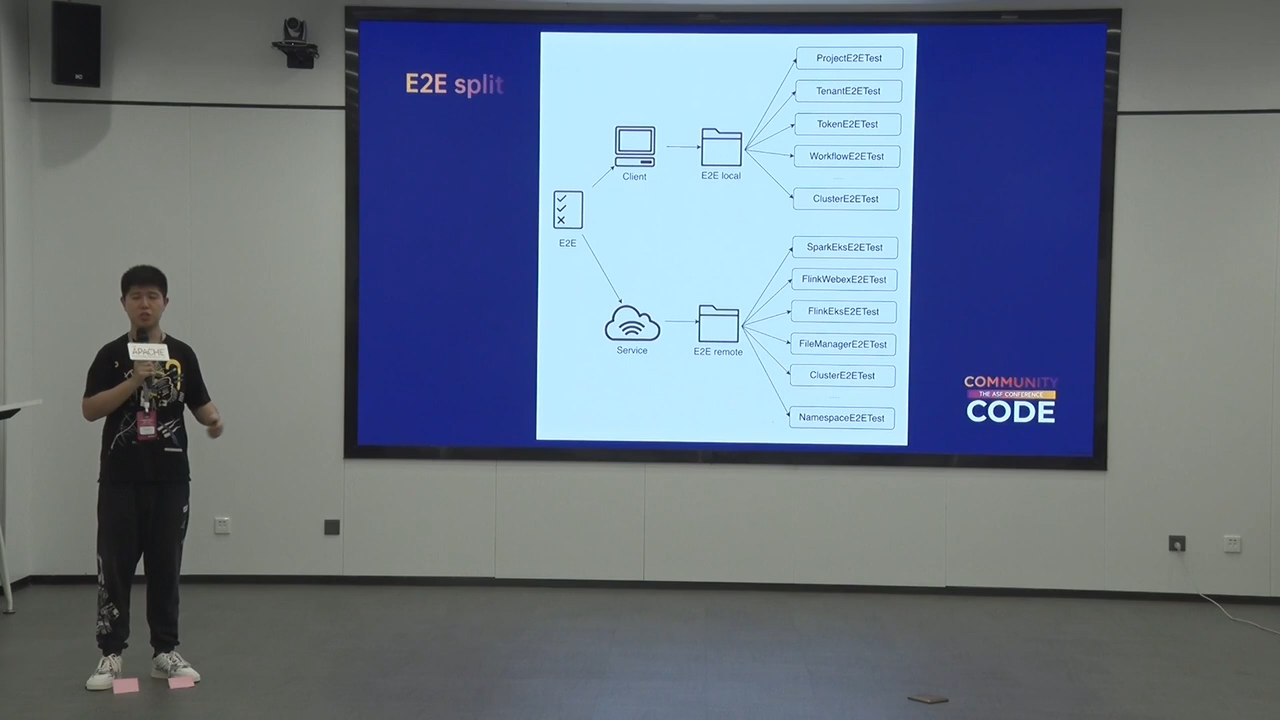 E2E split
ProjectE2ETest
TenantE2ETest
TokenE2ETest
WorkflowE2ETest
ClusterE2ETest
Client
E2E local
E2E
SparkEksE2ETest
FlinkWebexE2ETest
FlinkEksE2ETest
FileManagerE2ETest
ClusterE2ETest
NamespaceE2ETest
Service
E2E remote
COMMUNITY
THE ASF CONFERENCE
CODE
APACHE